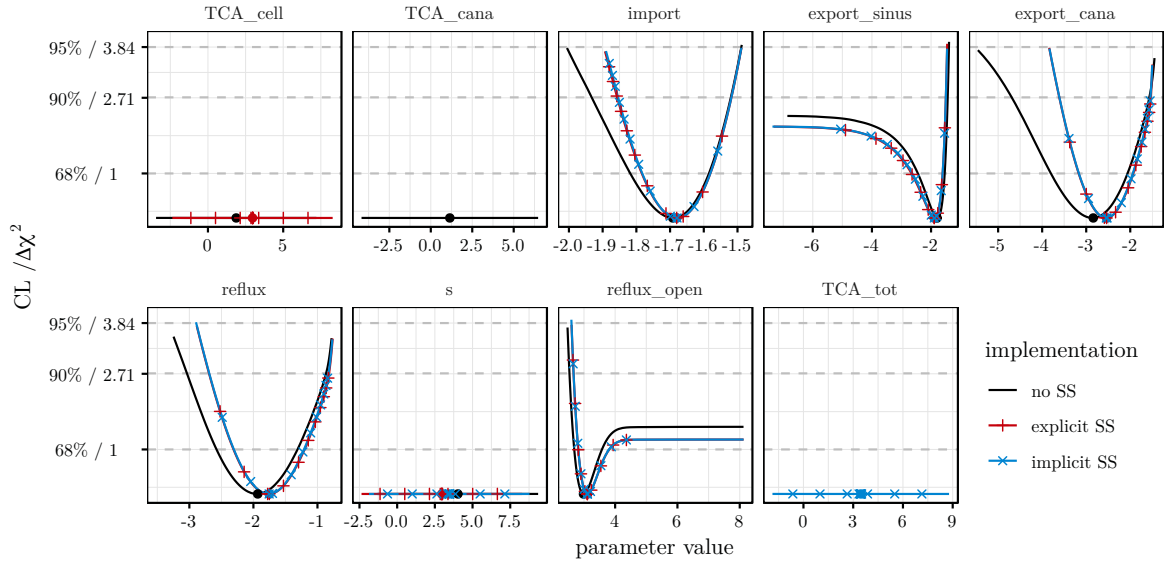 TCA_cell TCA_cana import export_sinus export_cana
95% / 3.84
90% / 2.71
68% / 1
0 5
0.0 2.5 5.0
-2.0 -1.9 -1.8 -1.7 -1.6 -1.5
-6 -4 -2
-5 -4 -3 -2
CL /Δχ²
reflux s reflux_open TCA_tot
95% / 3.84
90% / 2.71
68% / 1
-3 -2 -1
-2.5 0.0 2.5 5.0 7.5
4 6 8
0 3 6 9
parameter value
implementation
no SS
explicit SS
implicit SS